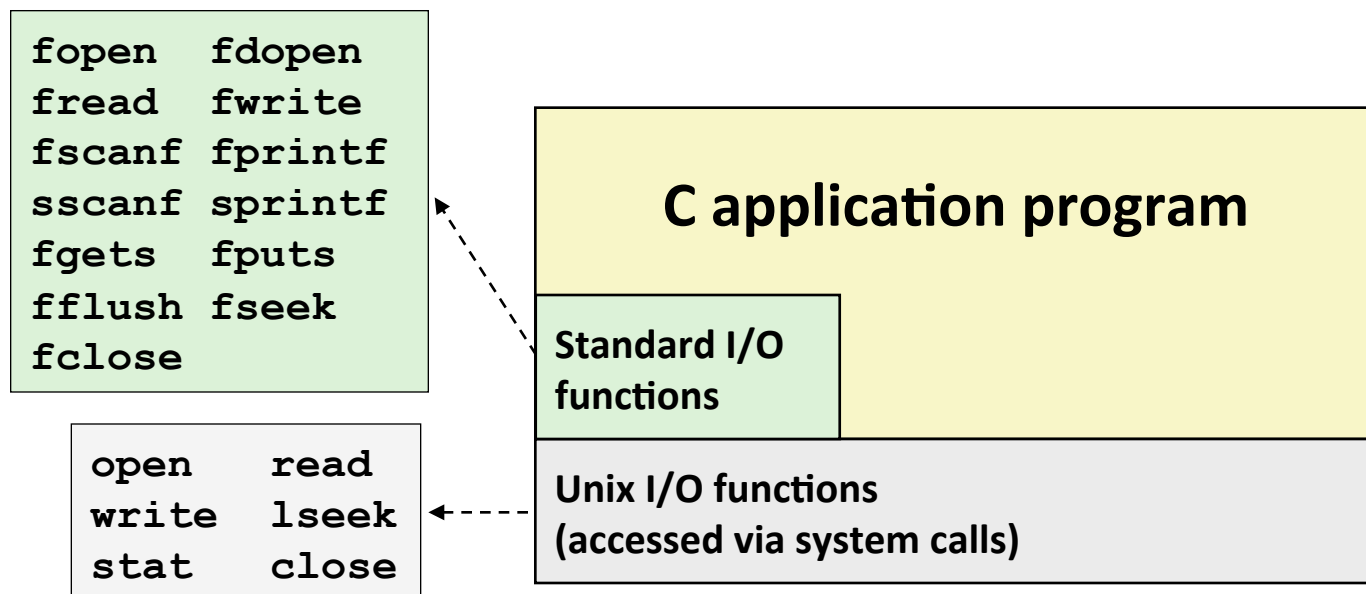 fopen fdopen
fread fwrite
fscanf fprintf
sscanf sprintf
fgets fputs
fflush fseek
fclose
C application program
Standard I/O
functions
open read
write lseek
stat close
Unix I/O functions
(accessed via system calls)